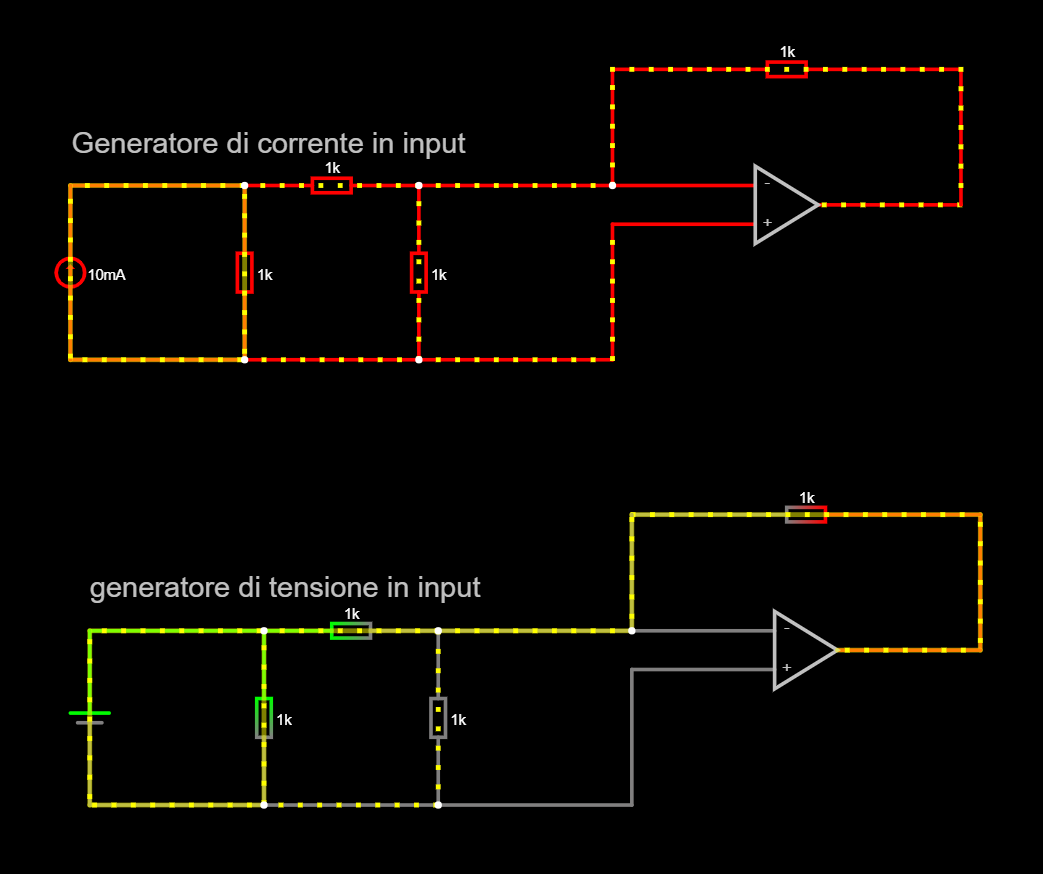 1k
Generatore di corrente in input
1k
-
+
10mA
1k
1k
1k
generatore di tensione in input
1k
-
+
1k
1k